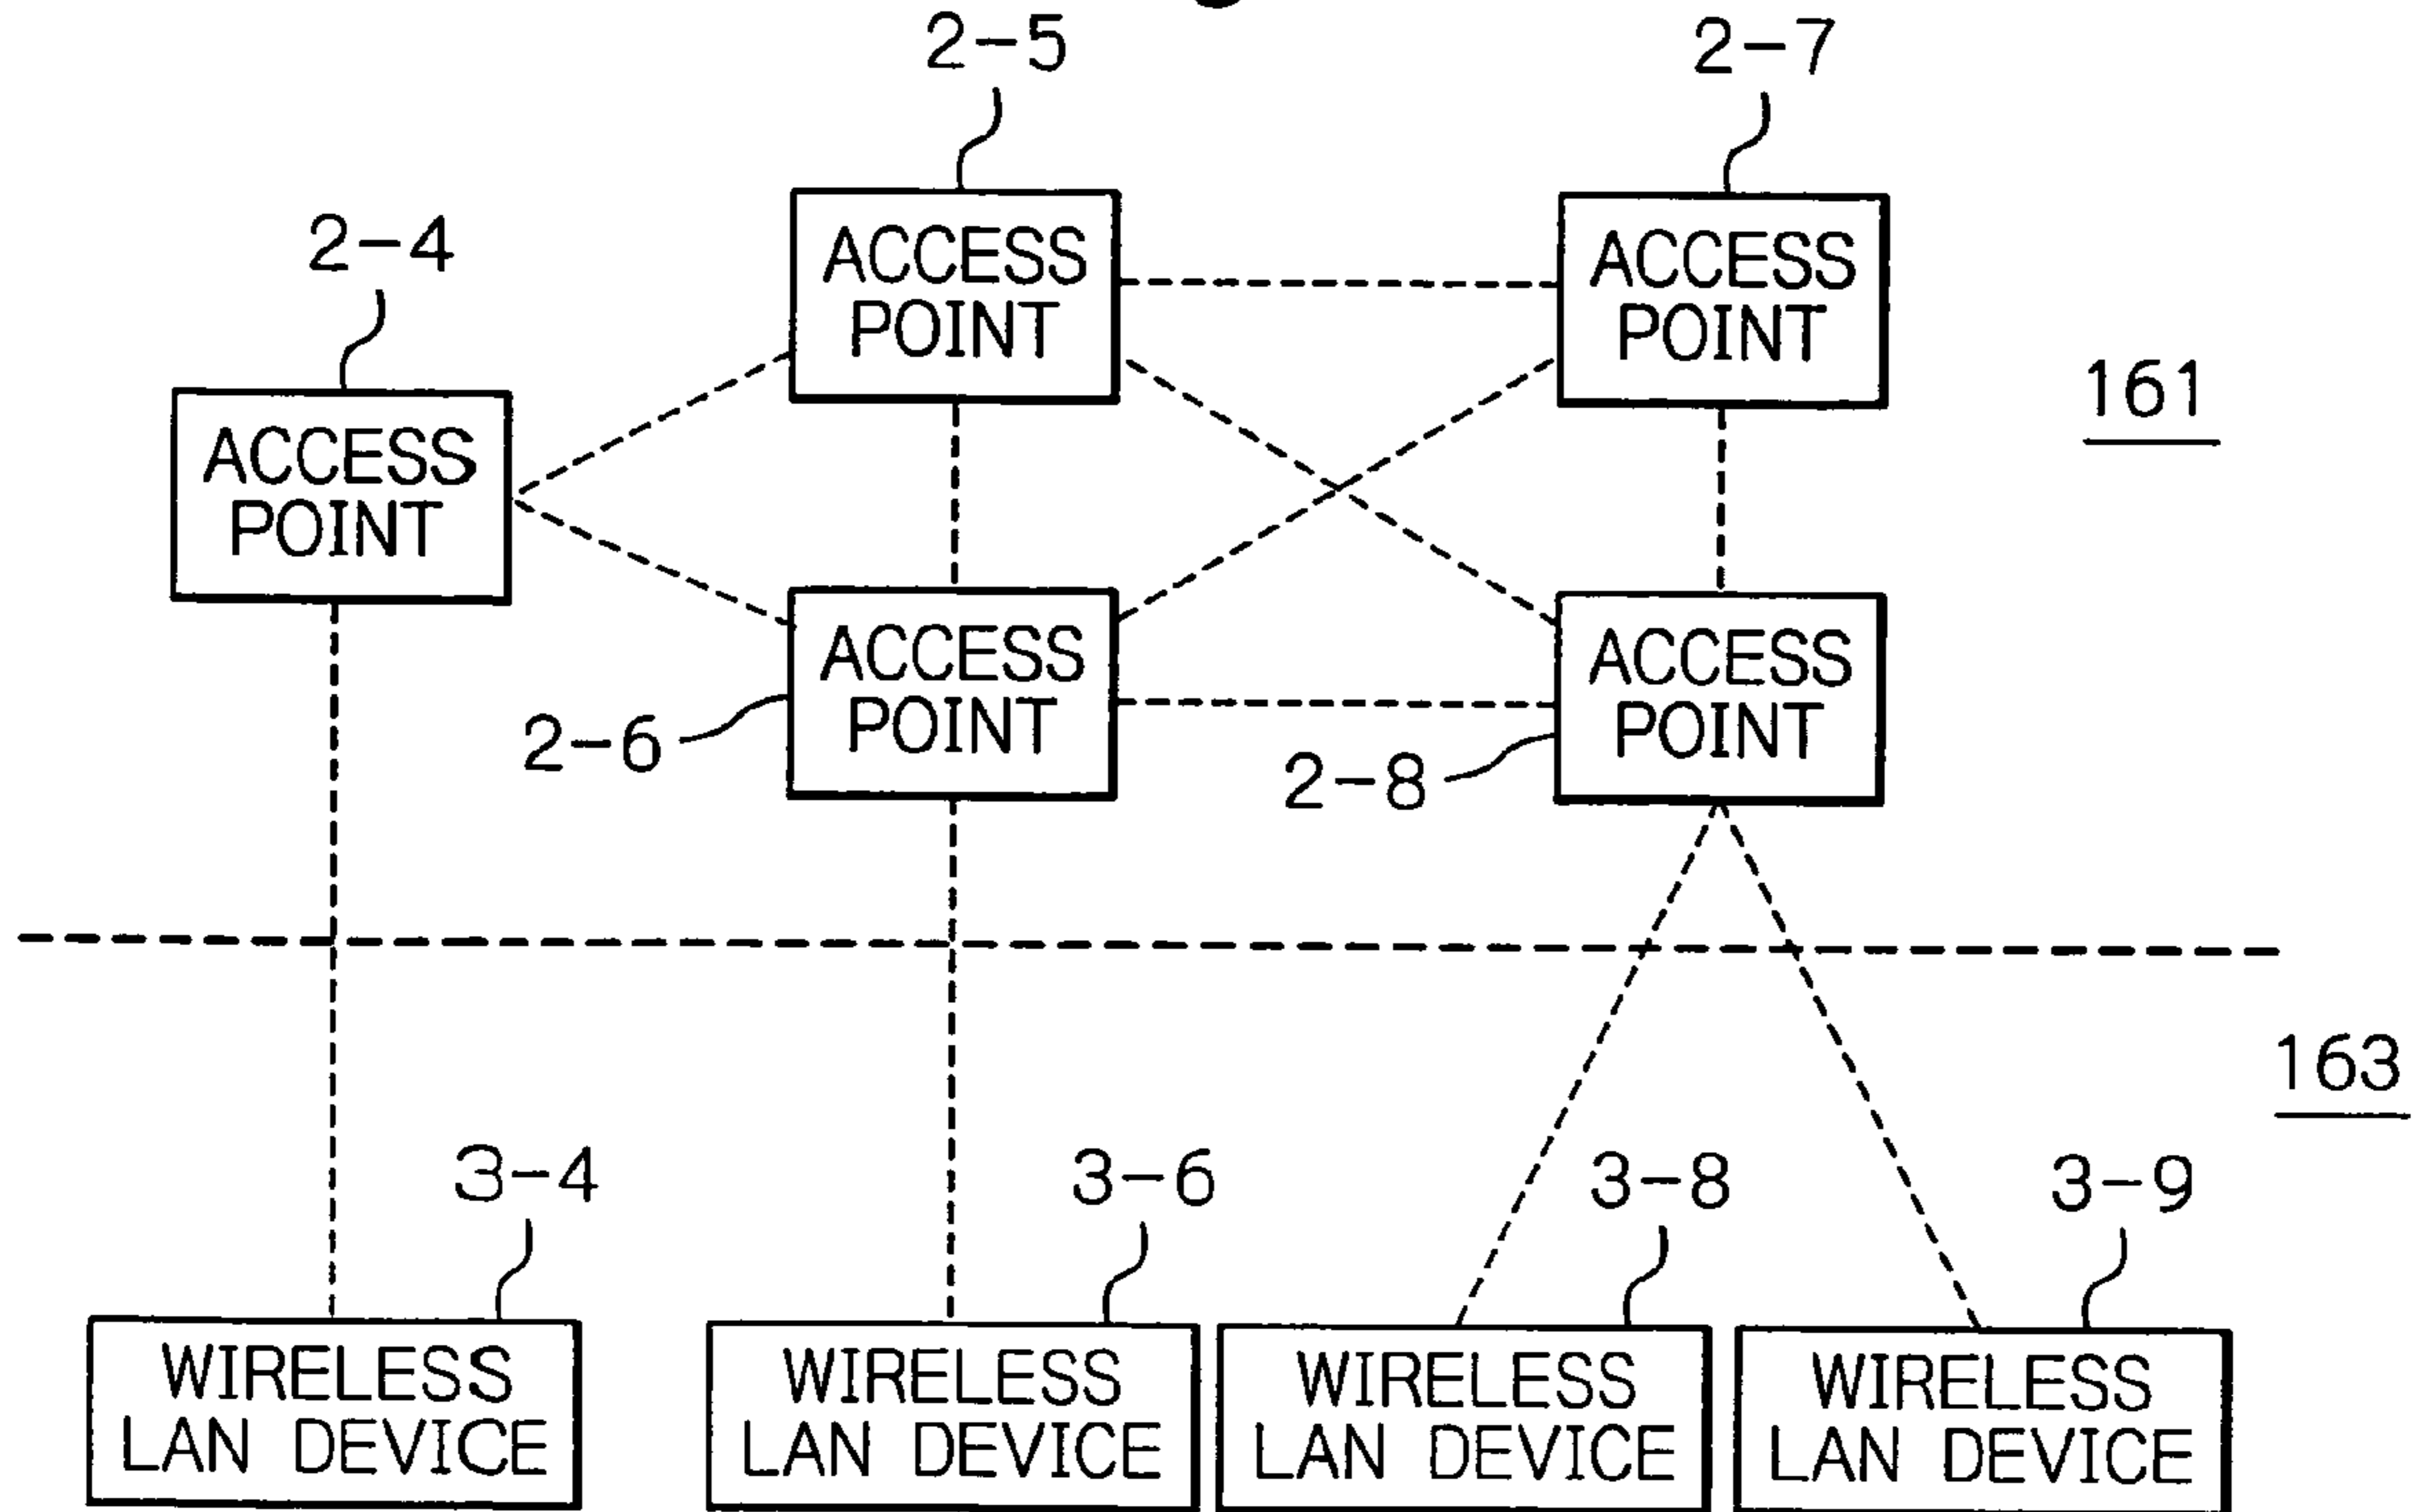 2-5
2-7
2-4
ACCESS
POINT
ACCESS
POINT
161
ACCESS
POINT
ACCESS
POINT
ACCESS
POINT
2-6
2-8
163
3-4
3-6
3-8
3-9
WIRELESS
LAN DEVICE
WIRELESS
LAN DEVICE
WIRELESS
LAN DEVICE
WIRELESS
LAN DEVICE